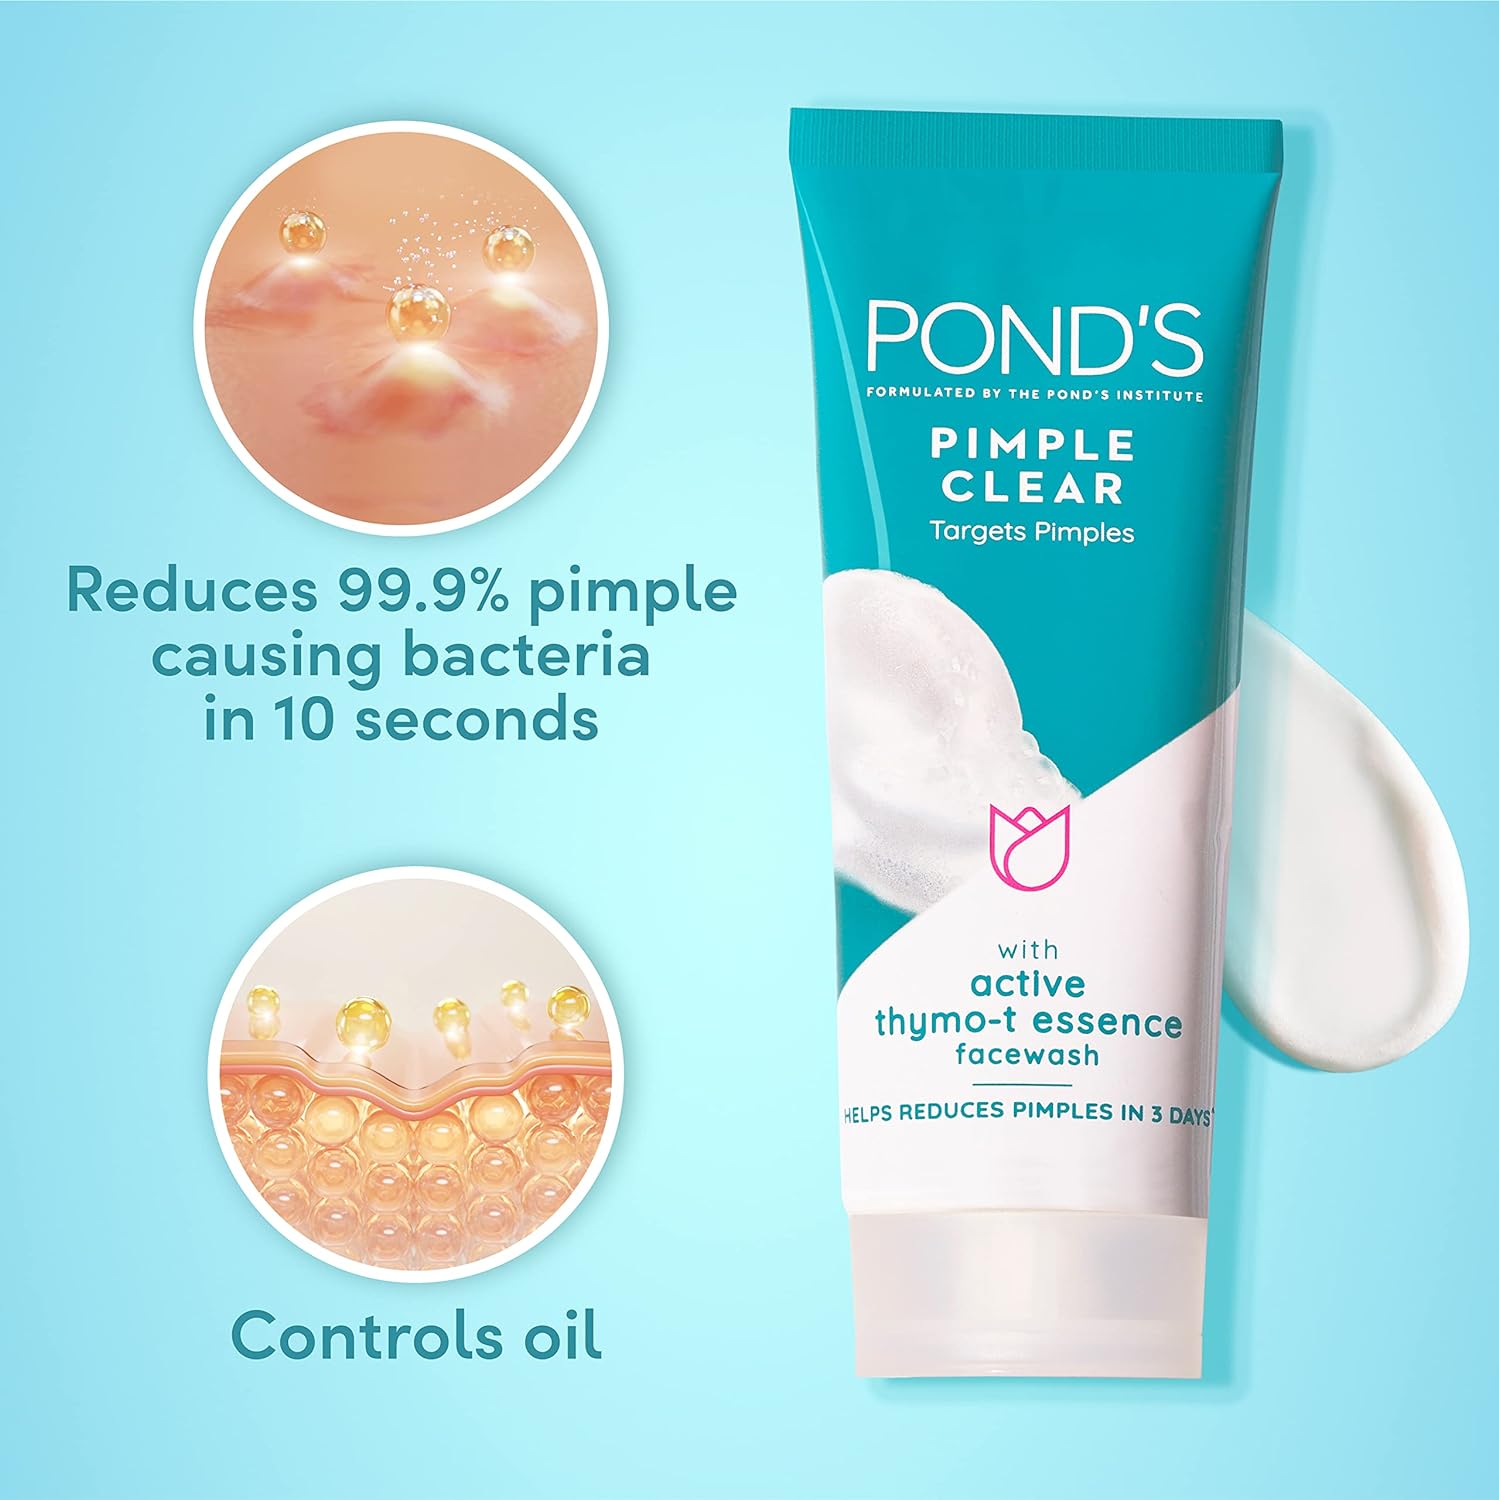 Reduces 99.9% pimple
causing bacteria
in 10 seconds
Controls oil
POND'S
FORMULATED BY THE POND'S INSTITUTE
PIMPLE
CLEAR
Targets Pimples
with
active
thymo-t essence
facewash
HELPS REDUCES PIMPLES IN 3 DAYS*